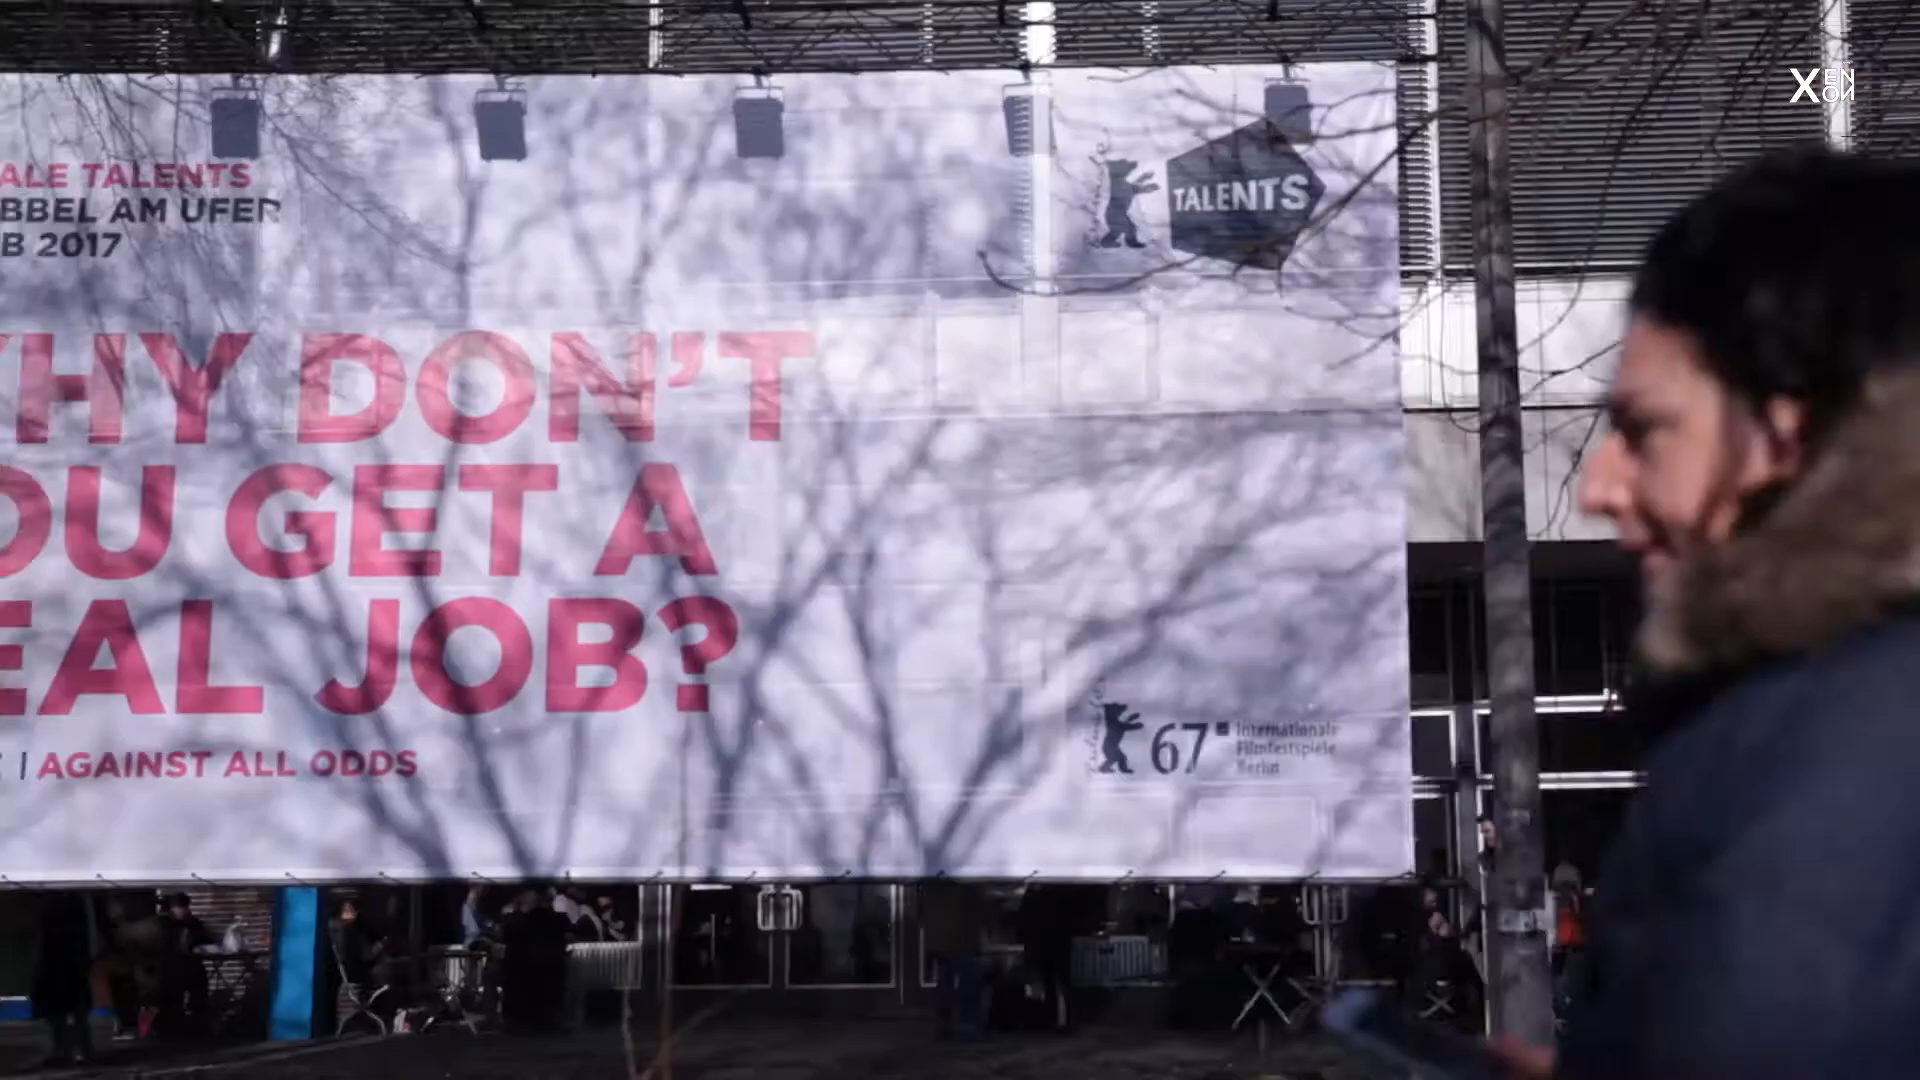 ALE TALENTS
BBEL AM UFER
B 2017
TALENTS
HY DON'T
OU GET A
EAL JOB?
| AGAINST ALL ODDS
67
Internationale
Filmfestspiele
Berlin
XENON